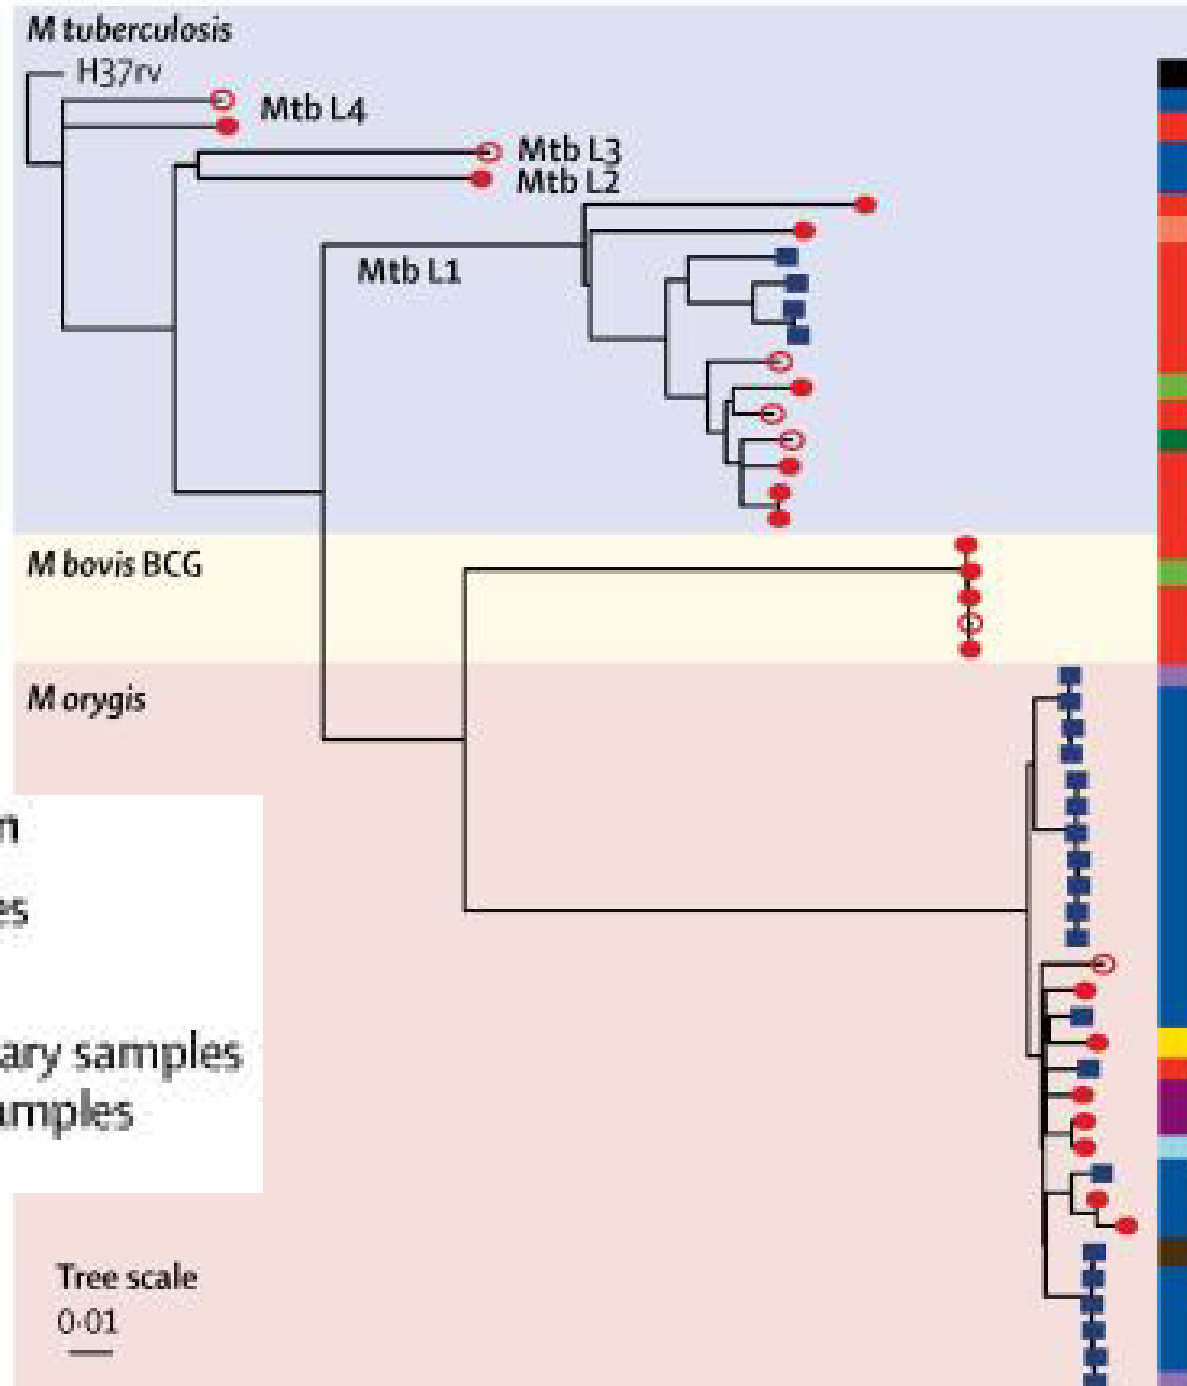 M tuberculosis
H37rv
Mtb L4
Mtb L3
Mtb L2
Mtb L1
M bovis BCG
M orygis
n
es
ary samples
amples
Tree scale
0·01